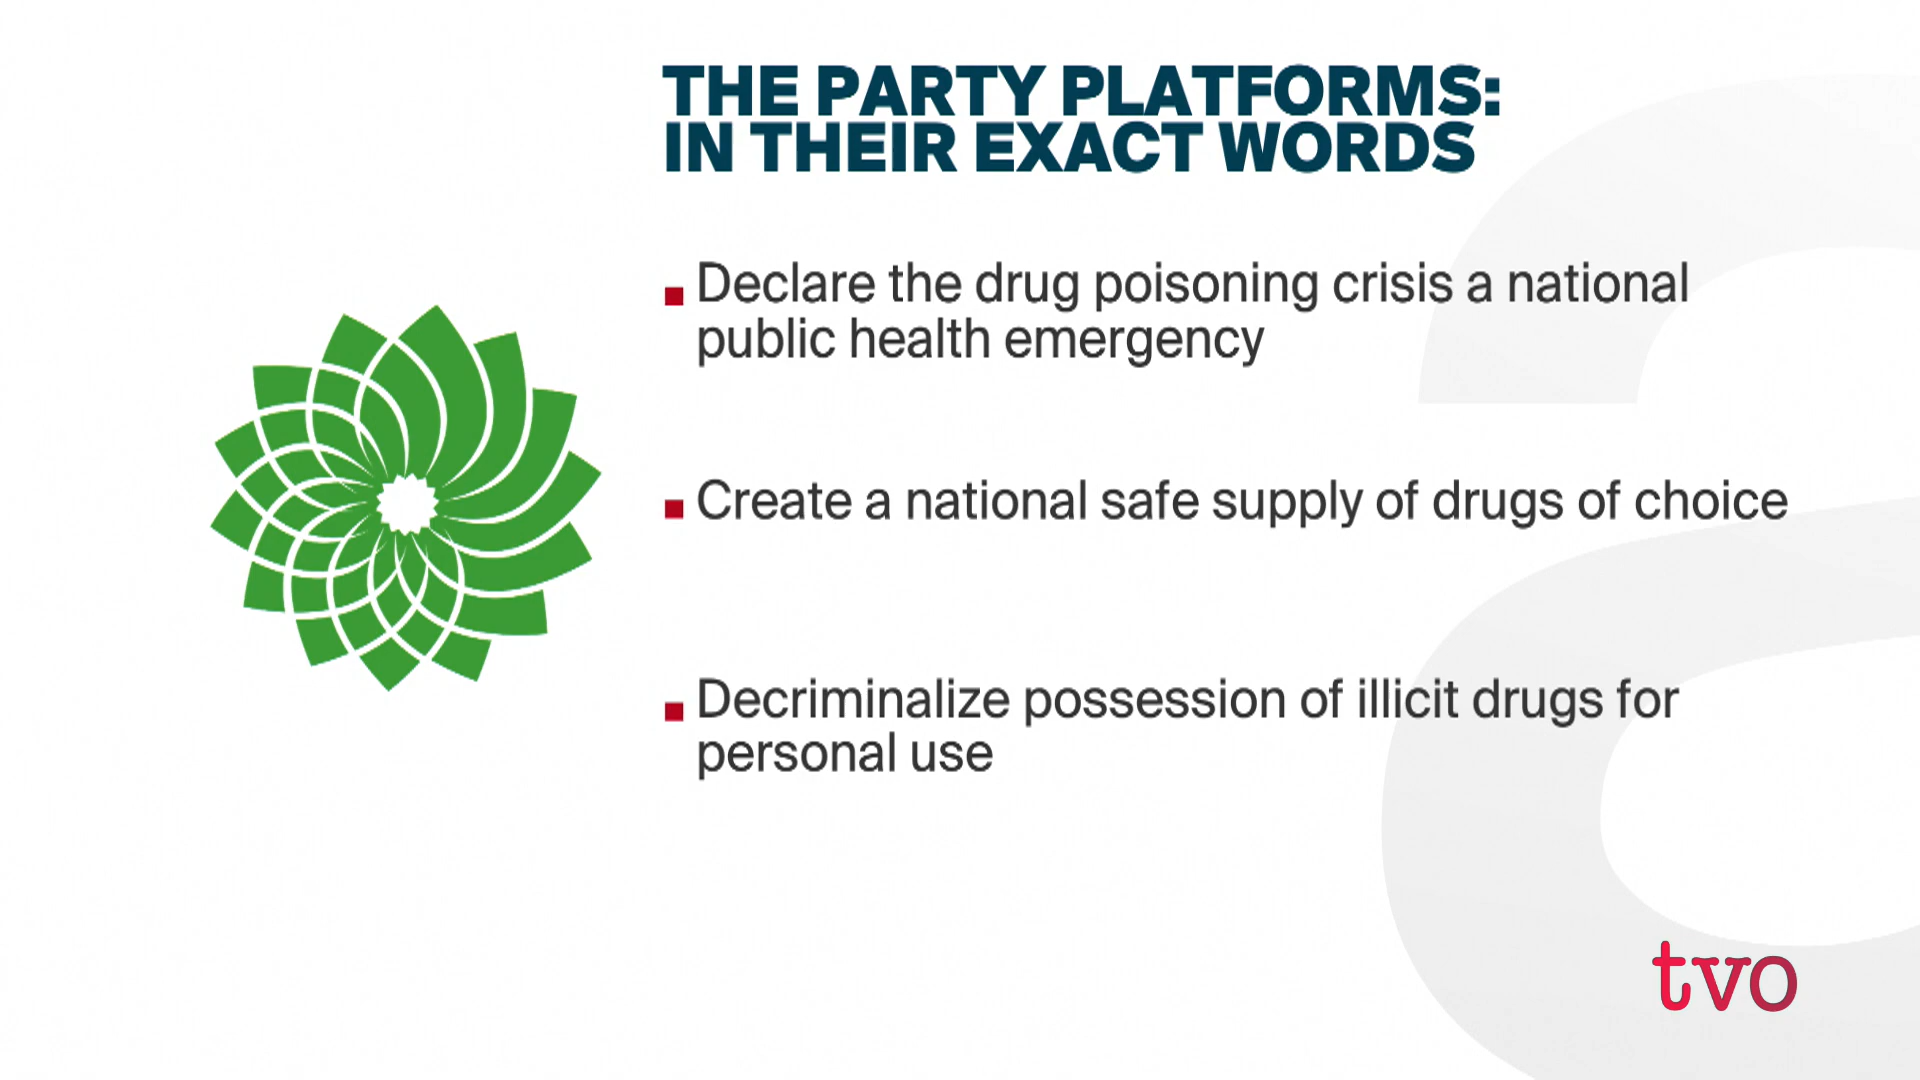 THE PARTY PLATFORMS:
IN THEIR EXACT WORDS
Declare the drug poisoning crisis a national
public health emergency
Create a national safe supply of drugs of choice
Decriminalize possession of illicit drugs for
personal use
tvo